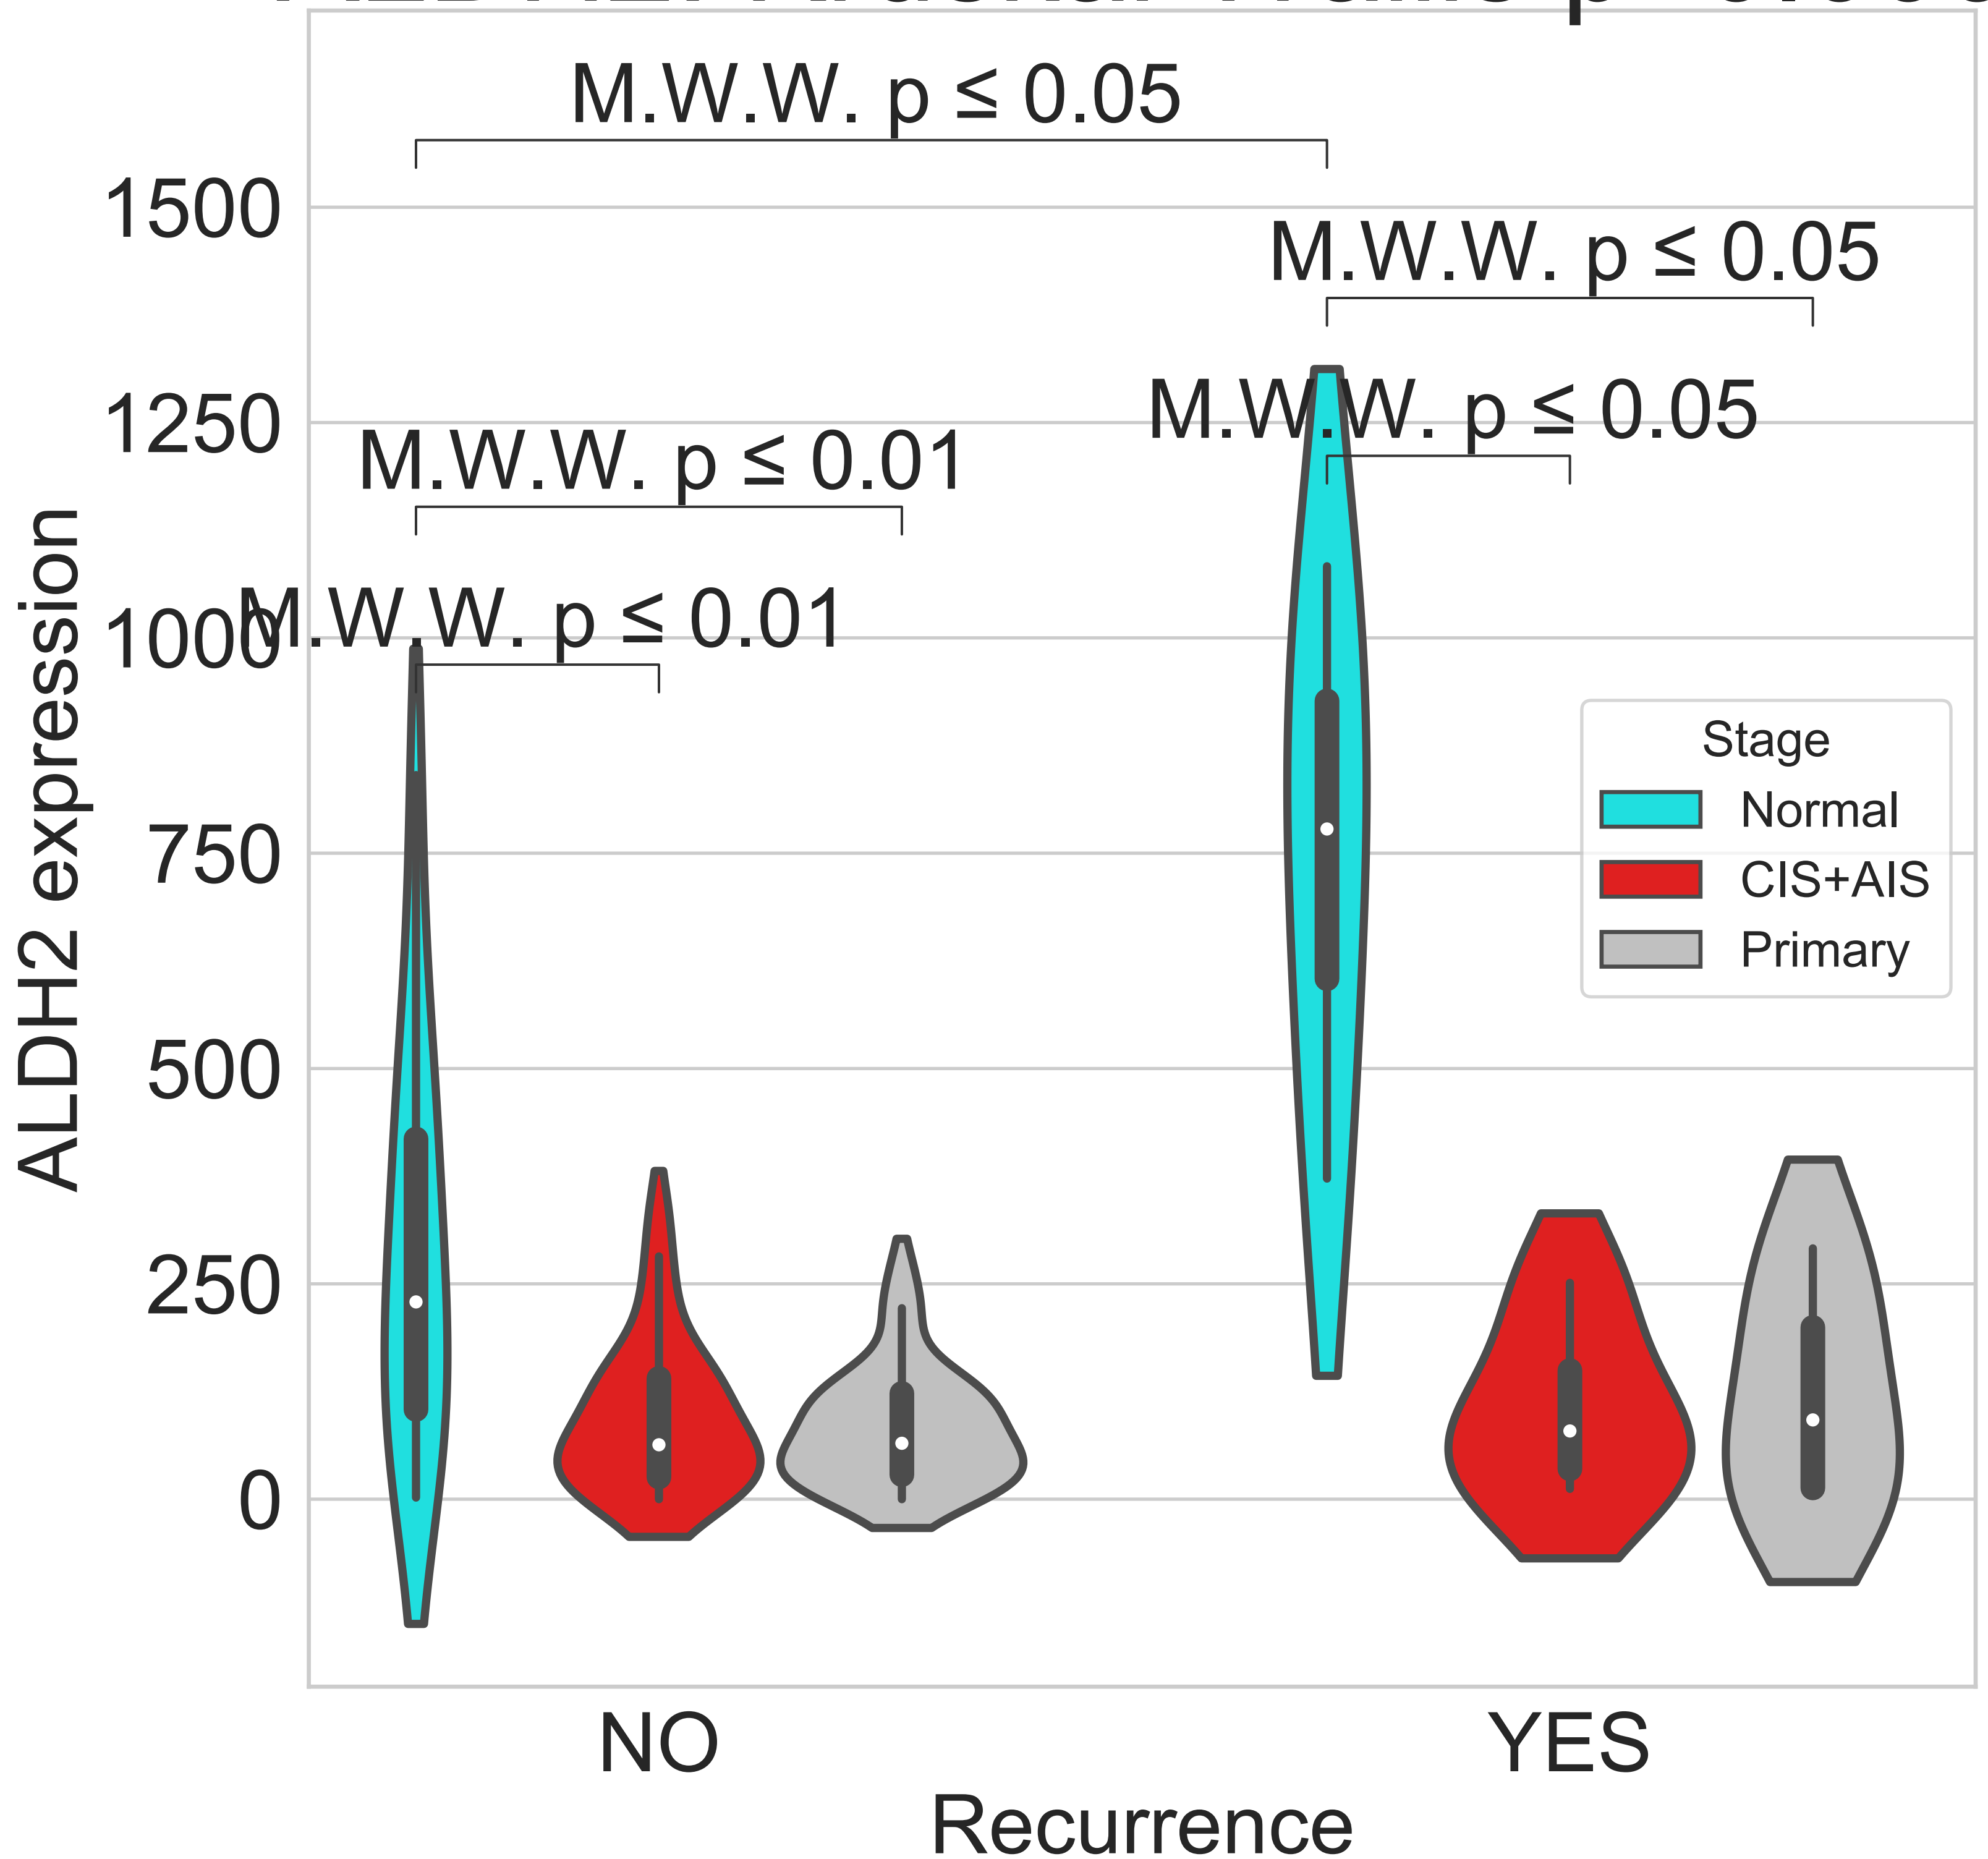 M.W.W. p ≤ 0.05
1500
M.W.W. p ≤ 0.05
1250
M.W.W. p ≤ 0.05
M.W.W. p ≤ 0.01
1000
M.W.W. p ≤ 0.01
ALDH2 expression
750
500
250
0
Stage
Normal
CIS+AIS
Primary
NO
YES
Recurrence